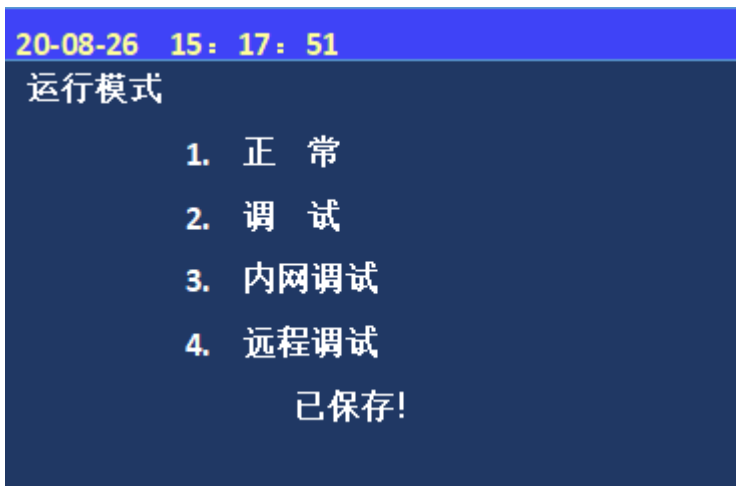 20-08-26 15：17：51
运行模式
1. 正 常
2. 调 试
3. 内网调试
4. 远程调试
已保存!